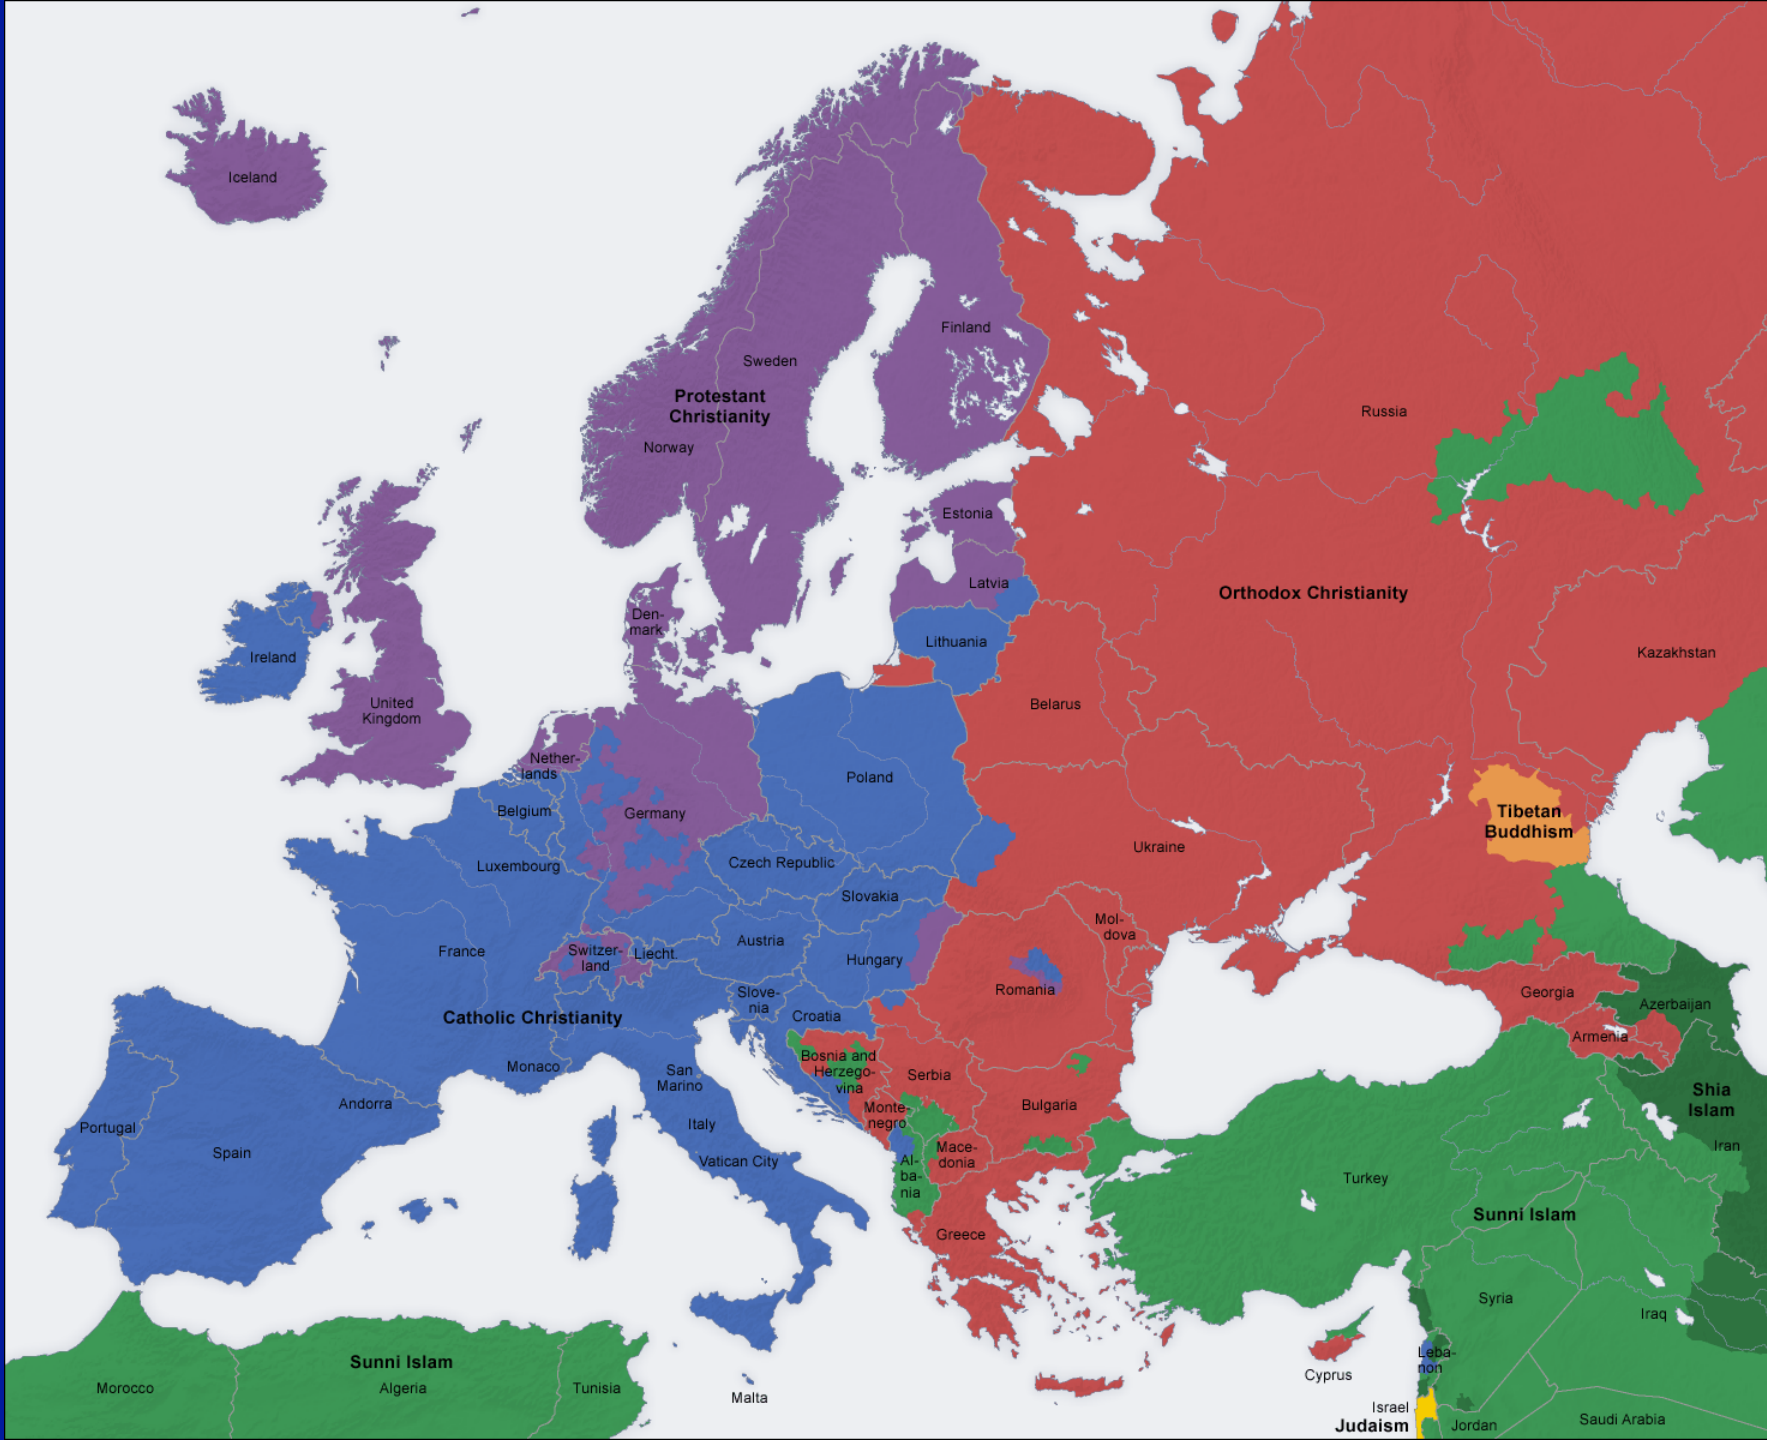 Iceland
Finland
Sweden
Protestant
Christianity
Russia
Norway
Estonia
Latvia
Orthodox Christianity
Den-
mark
Lithuania
Ireland
Kazakhstan
United
Kingdom
Belarus
Nether-
lands
Poland
Belgium
Germany
Tibetan
Buddhism
Ukraine
Luxembourg
Czech Republic
Slovakia
Mol-
dova
France
Switzer-
land
Liecht.
Austria
Hungary
Romania
Georgia
Slove-
nia
Croatia
Azerbaijan
Catholic Christianity
Armenia
Bosnia and
Herzego-
vina
Monaco
San
Marino
Serbia
Shia
Islam
Andorra
Monte-
negro
Bulgaria
Portugal
Italy
Spain
Vatican City
Mace-
donia
Iran
Al-
ba-
nia
Turkey
Greece
Sunni Islam
Syria
Iraq
Leba-
non
Sunni Islam
Cyprus
Morocco
Algeria
Tunisia
Malta
Israel
Judaism
Jordan
Saudi Arabia